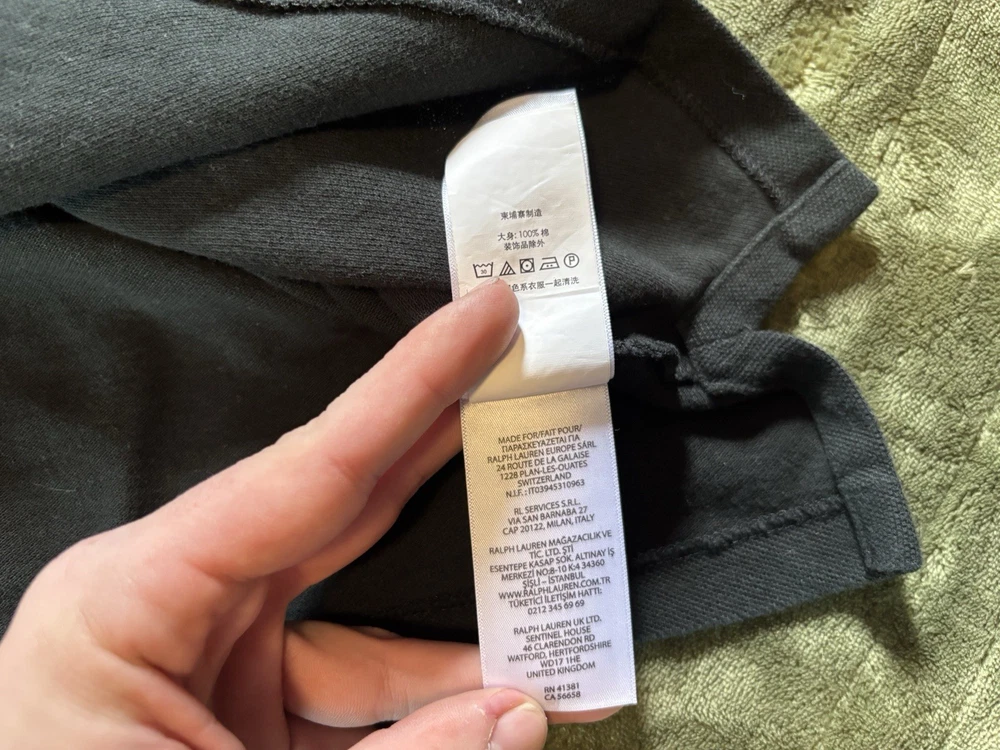 柬埔寨制造
大身: 100% 棉
装饰品除外
30 P
色系衣服一起清洗
MADE FOR/FAIT POUR/
ΠΑΡΑΣΚΕΥΑΖΕΤΑΙ ΓΙΑ
RALPH LAUREN EUROPE SÁRL
24 ROUTE DE LA GALAISE
1228 PLAN-LES-OUATES
SWITZERLAND
N.I.F. : IT03945310963
RL SERVICES S.R.L.
VIA SAN BARNABA 27
CAP 20122, MILAN, ITALY
RALPH LAUREN MAĞAZACILIK VE
TİC. LTD. ŞTİ
ESENTEPE KASAP SOK. ALTINAY İŞ
MERKEZİ NO:8-10 K:4 34360
ŞİŞLİ – İSTANBUL
WWW.RALPHLAUREN.COM.TR
TÜKETİCİ İLETİŞİM HATTI:
0212 345 69 69
RALPH LAUREN UK LTD.
SENTINEL HOUSE
46 CLARENDON RD
WATFORD, HERTFORDSHIRE
WD17 1HE
UNITED KINGDOM
RN 41381
CA 56658